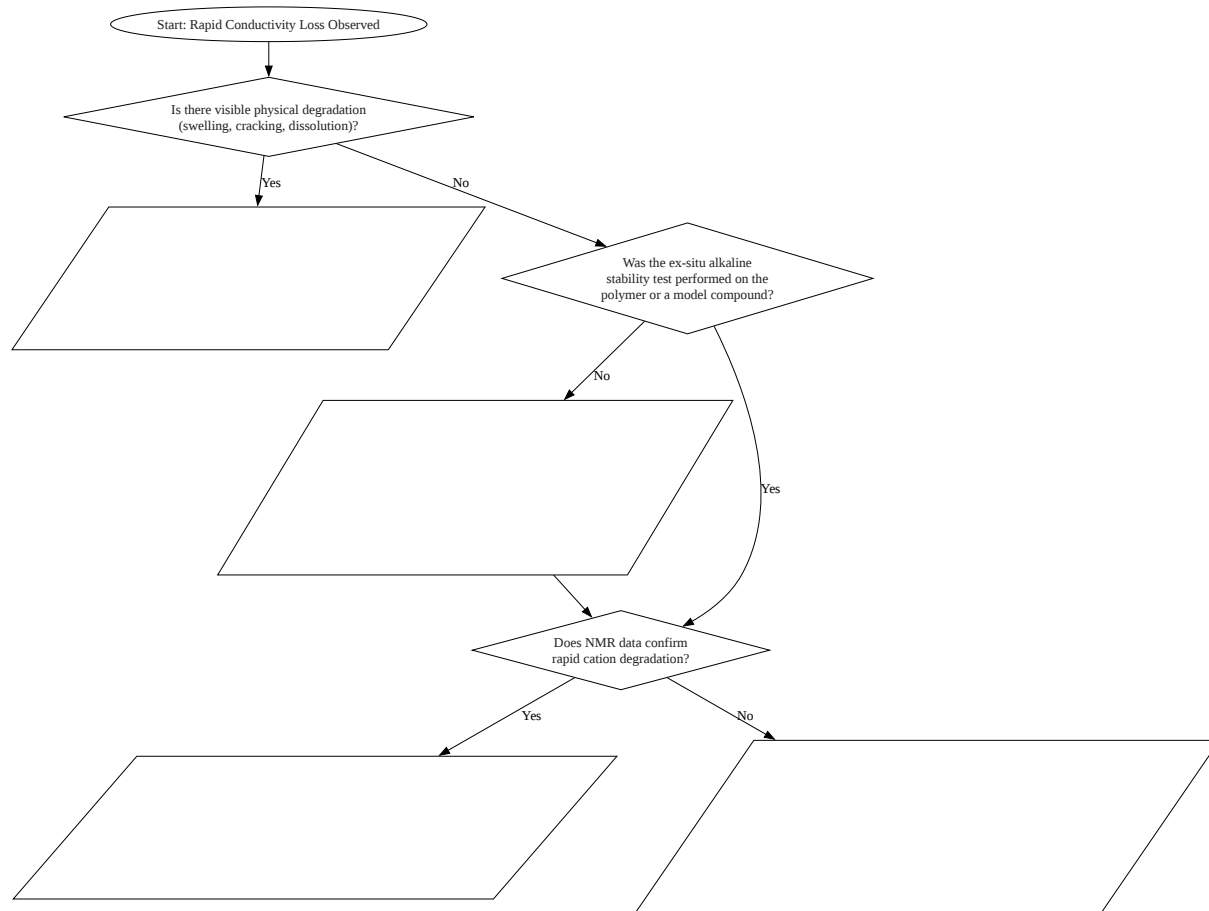 Start: Rapid Conductivity Loss Observed
Is there visible physical degradation
(swelling, cracking, dissolution)?
Yes
No
Was the ex-situ alkaline
stability test performed on the
polymer or a model compound?
No
Yes
Does NMR data confirm
rapid cation degradation?
Yes
No